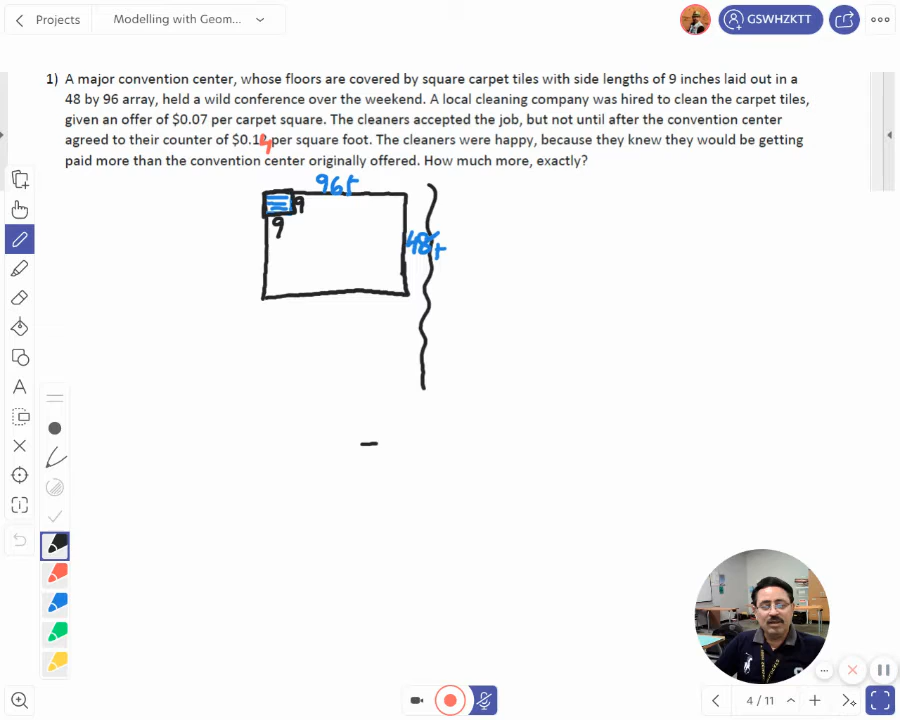 Projects
Modelling with Geom...
GSWHZKTT
1) A major convention center, whose floors are covered by square carpet tiles with side lengths of 9 inches laid out in a
48 by 96 array, held a wild conference over the weekend. A local cleaning company was hired to clean the carpet tiles,
given an offer of $0.07 per carpet square. The cleaners accepted the job, but not until after the convention center
agreed to their counter of $0.14 per square foot. The cleaners were happy, because they knew they would be getting
paid more than the convention center originally offered. How much more, exactly?
96t
9
9
48t
A
4 / 11